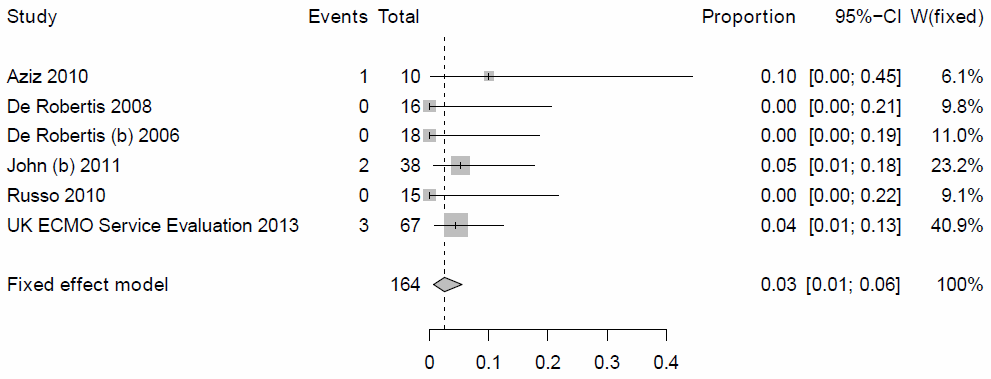 Study Events Total Proportion 95%−CI W(fixed)
Aziz 2010 1 10 0.10 [0.00; 0.45] 6.1%
De Robertis 2008 0 16 0.00 [0.00; 0.21] 9.8%
De Robertis (b) 2006 0 18 0.00 [0.00; 0.19] 11.0%
John (b) 2011 2 38 0.05 [0.01; 0.18] 23.2%
Russo 2010 0 15 0.00 [0.00; 0.22] 9.1%
UK ECMO Service Evaluation 2013 3 67 0.04 [0.01; 0.13] 40.9%
Fixed effect model 164 0.03 [0.01; 0.06] 100%
0 0.1 0.2 0.3 0.4